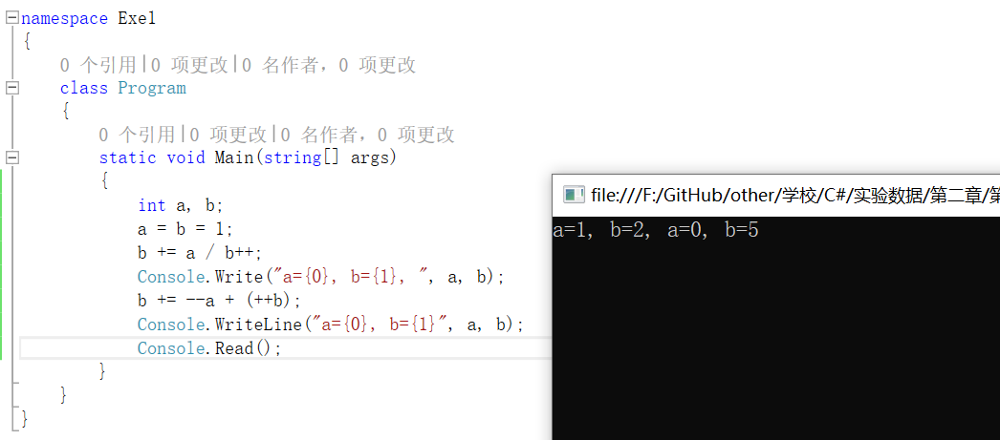 namespace Exel
{
0 个引用|0 项更改|0 名作者，0 项更改
class Program
{
0 个引用|0 项更改|0 名作者，0 项更改
static void Main(string[] args)
{
int a, b;
a = b = 1;
b += a / b++;
Console.Write("a={0}, b={1}, ", a, b);
b += --a + (++b);
Console.WriteLine("a={0}, b={1}", a, b);
Console.Read();
}
}
}
file:///F:/GitHub/other/学校/C#/实验数据/第二章/第
a=1, b=2, a=0, b=5